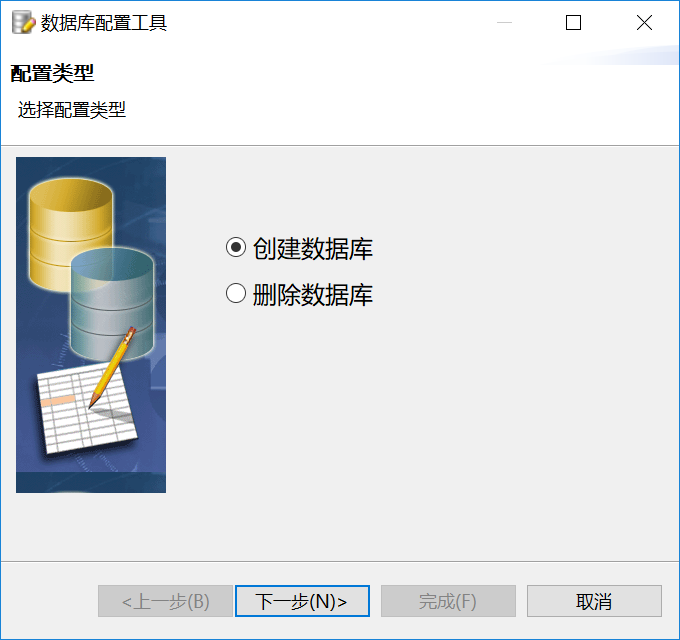 数据库配置工具
配置类型
选择配置类型
创建数据库
删除数据库
<上一步(B)
下一步(N)>
完成(F)
取消